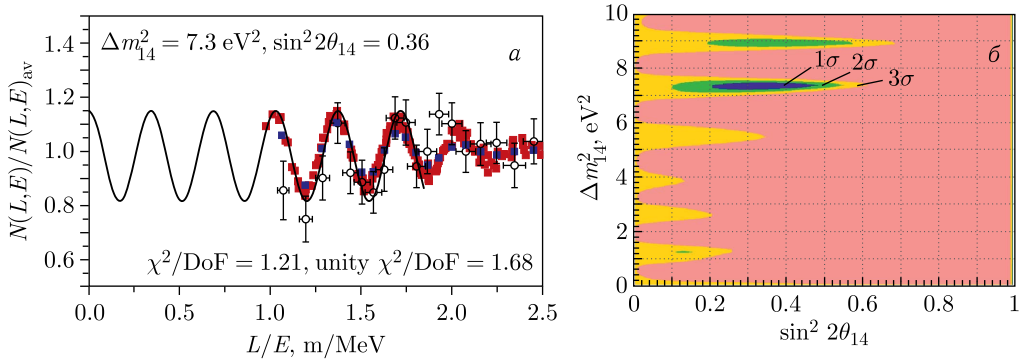 Δm²₁₄ = 7.3 eV², sin² 2θ₁₄ = 0.36
а
N(L,E)/N(L,E)av
1.4
1.2
1.0
0.8
0.6
χ²/DoF = 1.21, unity χ²/DoF = 1.68
0.0 0.5 1.0 1.5 2.0 2.5
L/E, m/MeV
б
Δm²₁₄, eV²
10
8
6
4
2
0
1σ 2σ 3σ
0 0.2 0.4 0.6 0.8 1
sin² 2θ₁₄